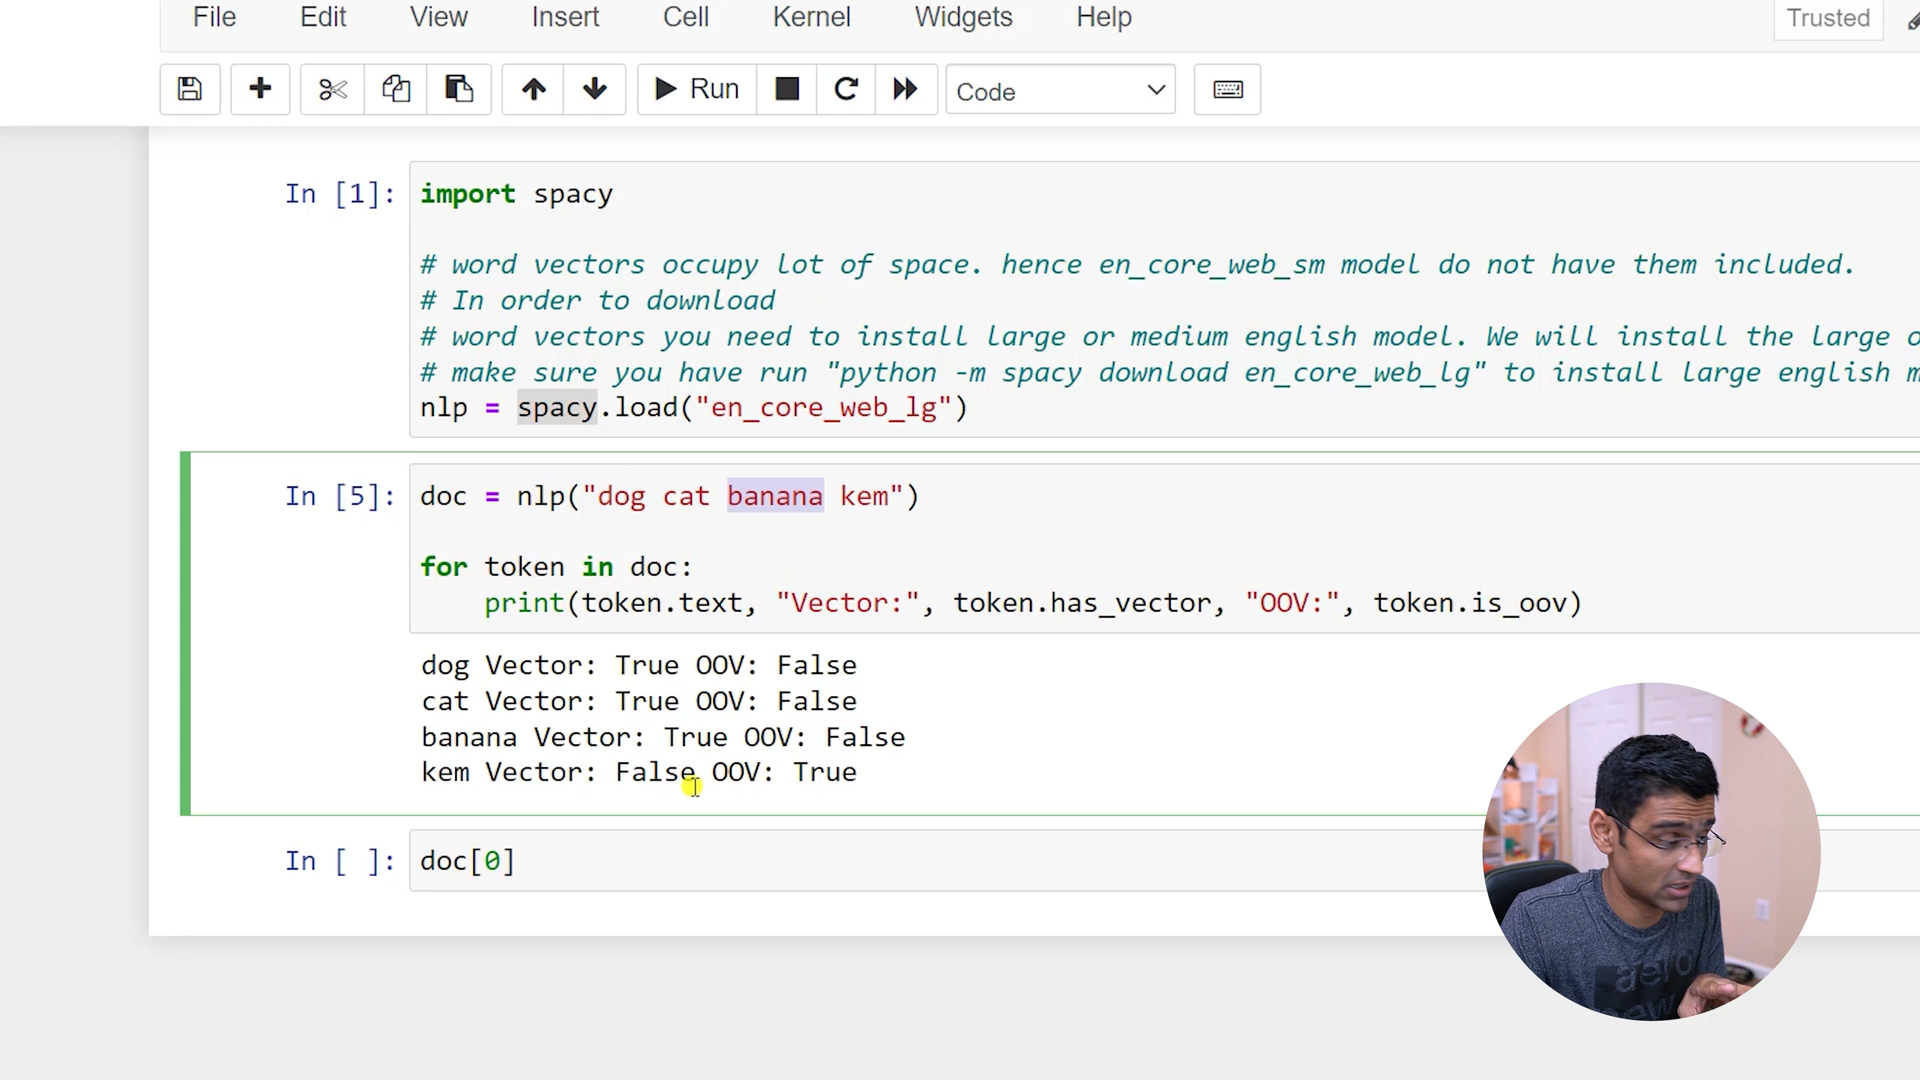 File Edit View Insert Cell Kernel Widgets Help Trusted
Run Code
In [1]: import spacy
# word vectors occupy lot of space. hence en_core_web_sm model do not have them included.
# In order to download
# word vectors you need to install large or medium english model. We will install the large o
# make sure you have run "python -m spacy download en_core_web_lg" to install large english m
nlp = spacy.load("en_core_web_lg")
In [5]: doc = nlp("dog cat banana kem")
for token in doc:
print(token.text, "Vector:", token.has_vector, "OOV:", token.is_oov)
dog Vector: True OOV: False
cat Vector: True OOV: False
banana Vector: True OOV: False
kem Vector: False OOV: True
In [ ]: doc[0]